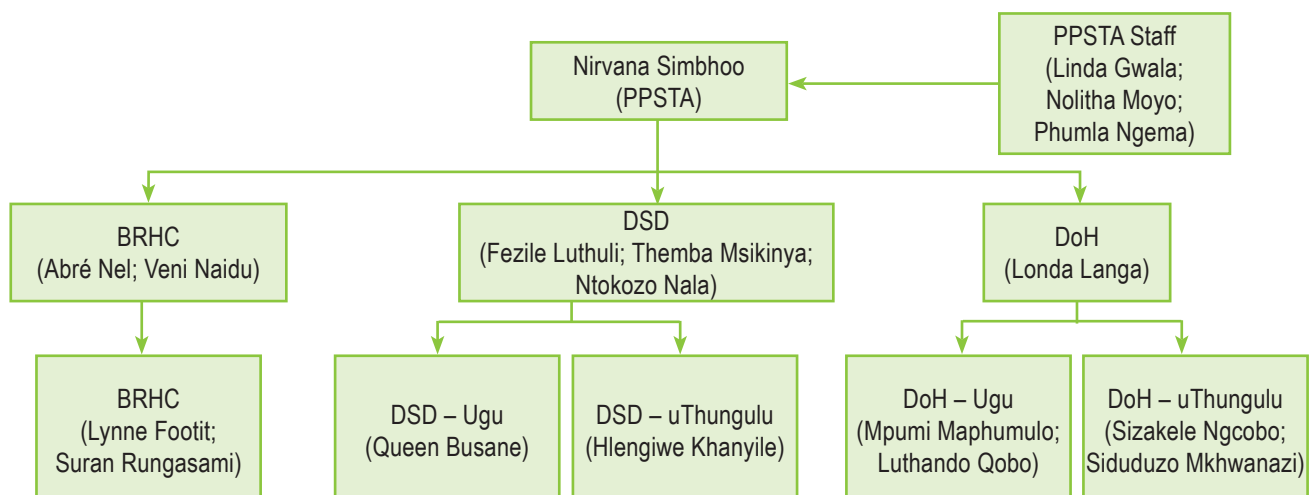 Nirvana Simbhoo
(PPSTA)
PPSTA Staff
(Linda Gwala;
Nolitha Moyo;
Phumla Ngema)
BRHC
(Abré Nel; Veni Naidu)
DSD
(Fezile Luthuli; Themba Msikinya;
Ntokozo Nala)
DoH
(Londa Langa)
BRHC
(Lynne Footit;
Suran Rungasami)
DSD – Ugu
(Queen Busane)
DSD – uThungulu
(Hlengiwe Khanyile)
DoH – Ugu
(Mpumi Maphumulo;
Luthando Qobo)
DoH – uThungulu
(Sizakele Ngcobo;
Siduduzo Mkhwanazi)